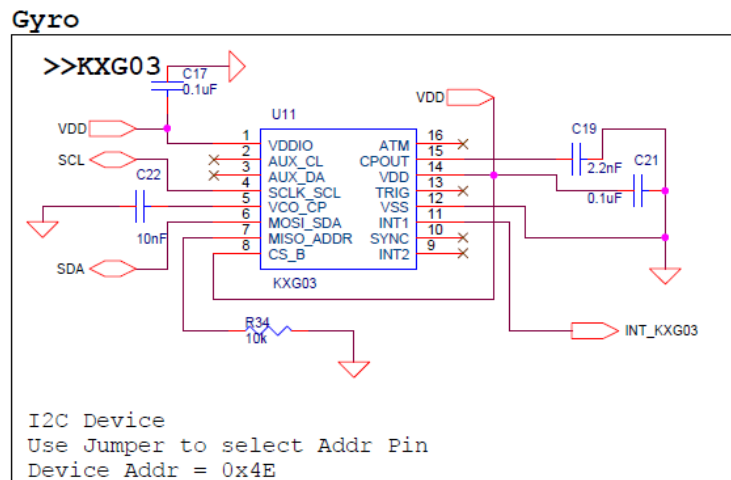 Gyro
>>KXG03
C17
0.1uF
VDD
SCL
C22
10nF
SDA
U11
1 VDDIO
2 AUX_CL
3 AUX_DA
4 SCLK_SCL
5 VCO_CP
6 MOSI_SDA
7 MISO_ADDR
8 CS_B
ATM 16
CPOUT 15
VDD 14
TRIG 13
VSS 12
INT1 11
SYNC 10
INT2 9
KXG03
VDD
C19
2.2nF
C21
0.1uF
R34
10k
INT_KXG03
I2C Device
Use Jumper to select Addr Pin
Device Addr = 0x4E